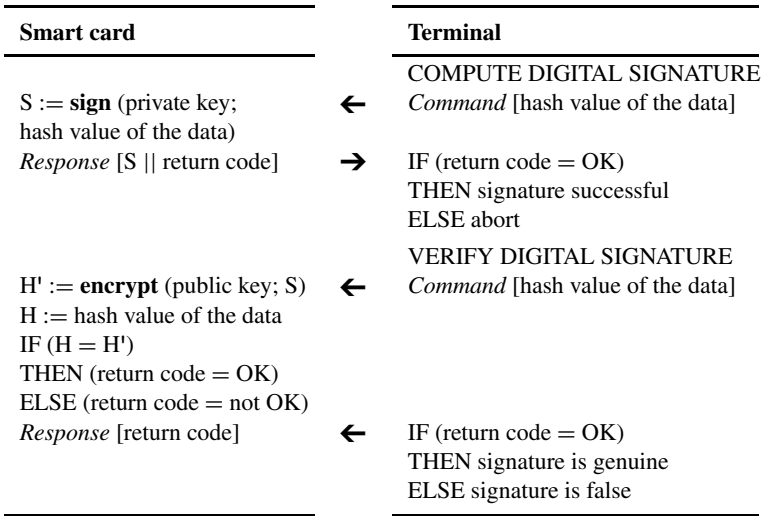 Smart card Terminal
COMPUTE DIGITAL SIGNATURE
S := sign (private key; ← Command [hash value of the data]
hash value of the data)
Response [S || return code] → IF (return code = OK)
THEN signature successful
ELSE abort
VERIFY DIGITAL SIGNATURE
H' := encrypt (public key; S) ← Command [hash value of the data]
H := hash value of the data
IF (H = H')
THEN (return code = OK)
ELSE (return code = not OK)
Response [return code] ← IF (return code = OK)
THEN signature is genuine
ELSE signature is false